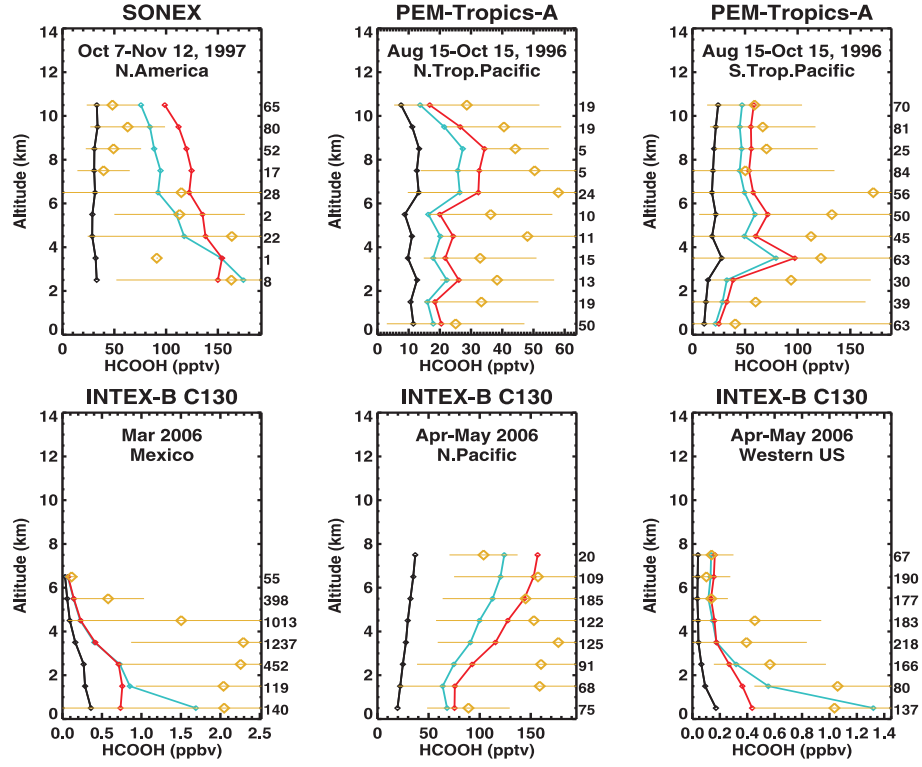 SONEX
Oct 7-Nov 12, 1997
N.America
Altitude (km)
14
12
10
8
6
4
2
0
65
80
52
17
28
2
22
1
8
0 50 100 150
HCOOH (pptv)
PEM-Tropics-A
Aug 15-Oct 15, 1996
N.Trop.Pacific
Altitude (km)
14
12
10
8
6
4
2
0
19
19
5
5
24
10
11
15
13
19
50
0 10 20 30 40 50 60
HCOOH (pptv)
PEM-Tropics-A
Aug 15-Oct 15, 1996
S.Trop.Pacific
Altitude (km)
14
12
10
8
6
4
2
0
70
81
25
84
56
50
45
63
30
39
63
0 50 100 150
HCOOH (pptv)
INTEX-B C130
Mar 2006
Mexico
Altitude (km)
14
12
10
8
6
4
2
0
55
398
1013
1237
452
119
140
0.0 0.5 1.0 1.5 2.0 2.5
HCOOH (ppbv)
INTEX-B C130
Apr-May 2006
N.Pacific
Altitude (km)
14
12
10
8
6
4
2
0
20
109
185
122
125
91
68
75
0 50 100 150
HCOOH (pptv)
INTEX-B C130
Apr-May 2006
Western US
Altitude (km)
14
12
10
8
6
4
2
0
67
190
177
183
218
166
80
137
0.0 0.2 0.4 0.6 0.8 1.0 1.2 1.4
HCOOH (ppbv)